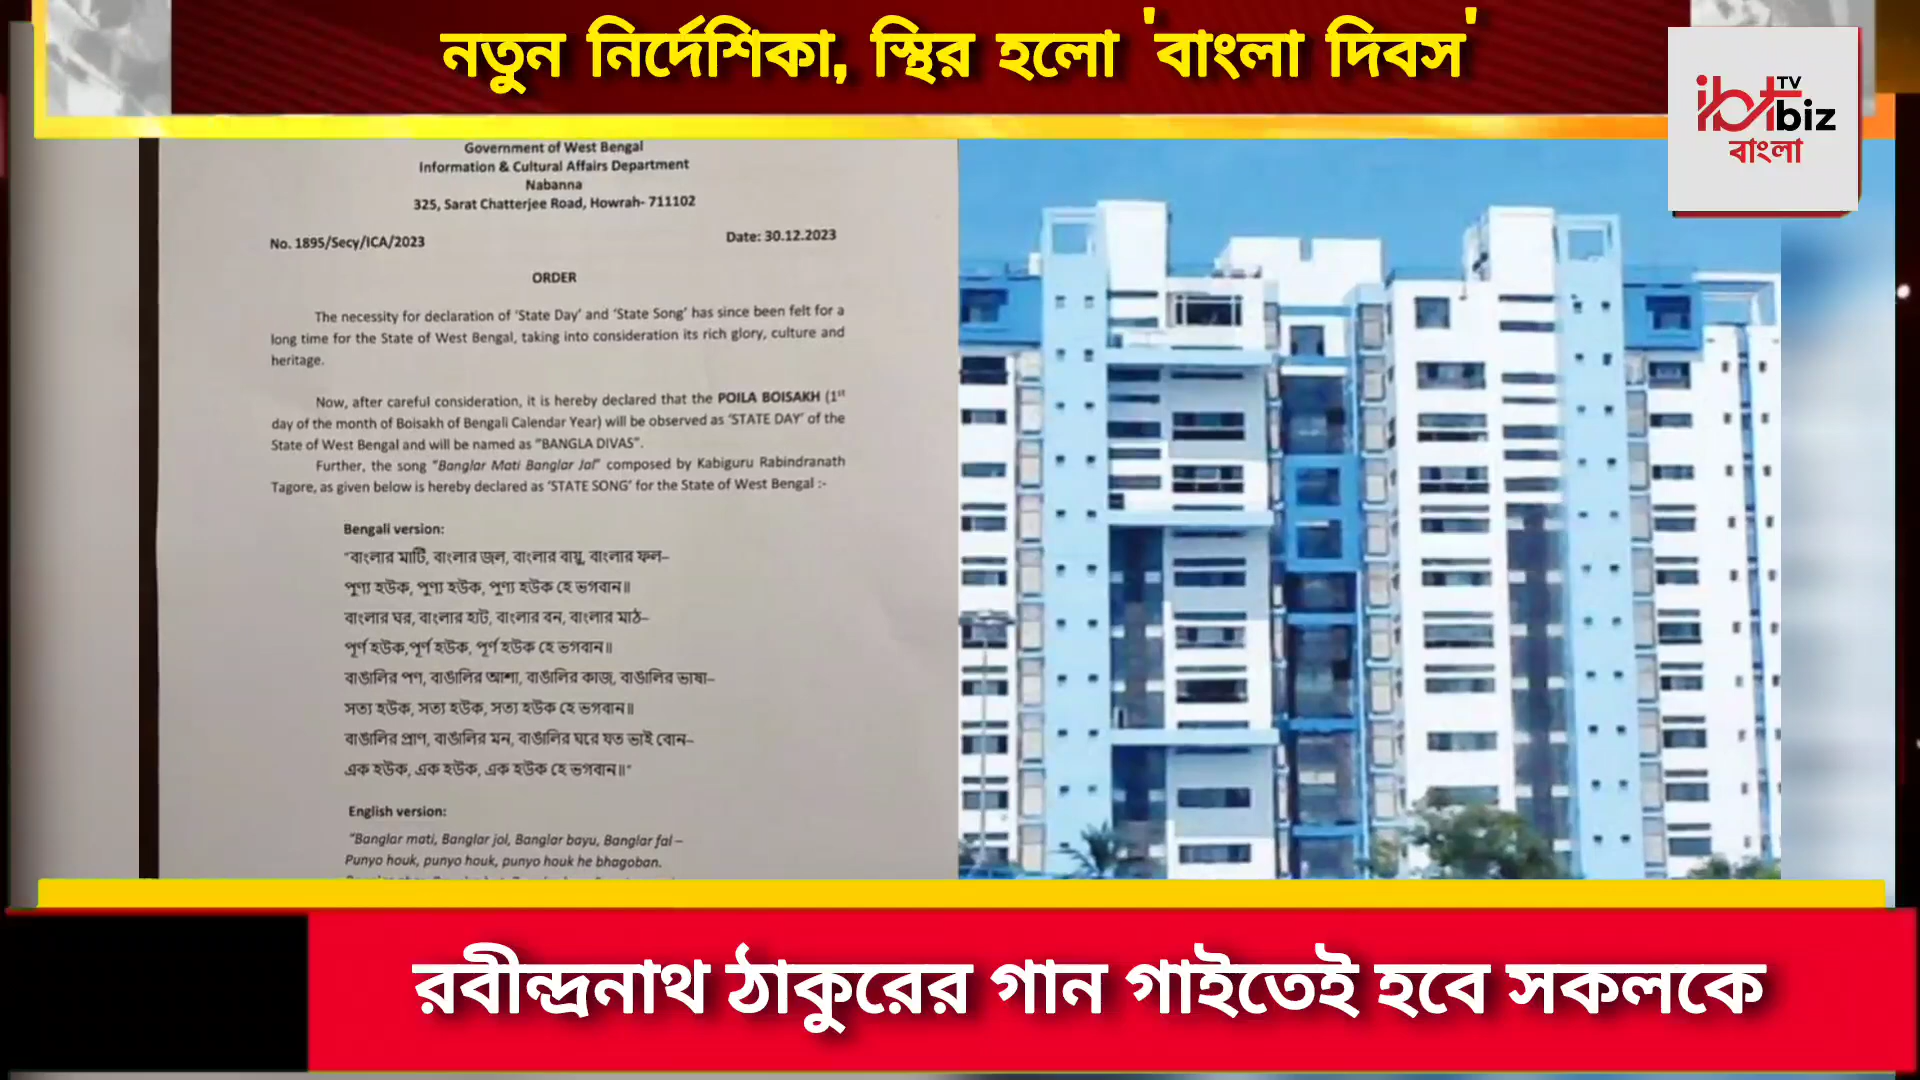 নতুন নির্দেশিকা, স্থির হলো 'বাংলা দিবস'
ibt TV biz
বাংলা
Government of West Bengal
Information & Cultural Affairs Department
Nabanna
325, Sarat Chatterjee Road, Howrah- 711102
No. 1895/Secy/ICA/2023
Date: 30.12.2023
ORDER
The necessity for declaration of 'State Day' and 'State Song' has since been felt for a
long time for the State of West Bengal, taking into consideration its rich glory, culture and
heritage.
Now, after careful consideration, it is hereby declared that the POILA BOISAKH (1st
day of the month of Boisakh of Bengali Calendar Year) will be observed as 'STATE DAY' of the
State of West Bengal and will be named as "BANGLA DIVAS".
Further, the song "Banglar Mati Banglar Jal" composed by Kabiguru Rabindranath
Tagore, as given below is hereby declared as 'STATE SONG' for the State of West Bengal :-
Bengali version:
"বাংলার মাটি, বাংলার জল, বাংলার বায়ু, বাংলার ফল–
পুণ্য হউক, পুণ্য হউক, পুণ্য হউক হে ভগবান॥
বাংলার ঘর, বাংলার হাট, বাংলার বন, বাংলার মাঠ–
পূর্ণ হউক,পূর্ণ হউক, পূর্ণ হউক হে ভগবান॥
বাঙালির পণ, বাঙালির আশা, বাঙালির কাজ, বাঙালির ভাষা–
সত্য হউক, সত্য হউক, সত্য হউক হে ভগবান॥
বাঙালির প্রাণ, বাঙালির মন, বাঙালির ঘরে যত ভাই বোন–
এক হউক, এক হউক, এক হউক হে ভগবান॥"
English version:
"Banglar mati, Banglar jol, Banglar bayu, Banglar fal –
Punyo houk, punyo houk, punyo houk he bhagoban.
রবীন্দ্রনাথ ঠাকুরের গান গাইতেই হবে সকলকে